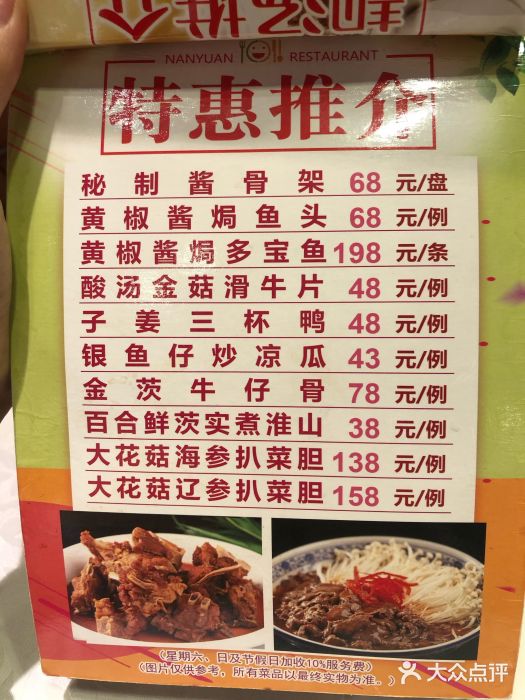 靓汤推介
NANYUAN RESTAURANT
特惠推介
秘制酱骨架 68 元/盘
黄椒酱焗鱼头 68 元/例
黄椒酱焗多宝鱼 198 元/条
酸汤金菇滑牛片 48 元/例
子姜三杯鸭 48 元/例
银鱼仔炒凉瓜 43 元/例
金茨牛仔骨 78 元/例
百合鲜茨实煮淮山 38 元/例
大花菇海参扒菜胆 138 元/例
大花菇辽参扒菜胆 158 元/例
(星期六、日及节假日加收10%服务费)
(图片仅供参考，所有菜品以最终实物为准。)
大众点评